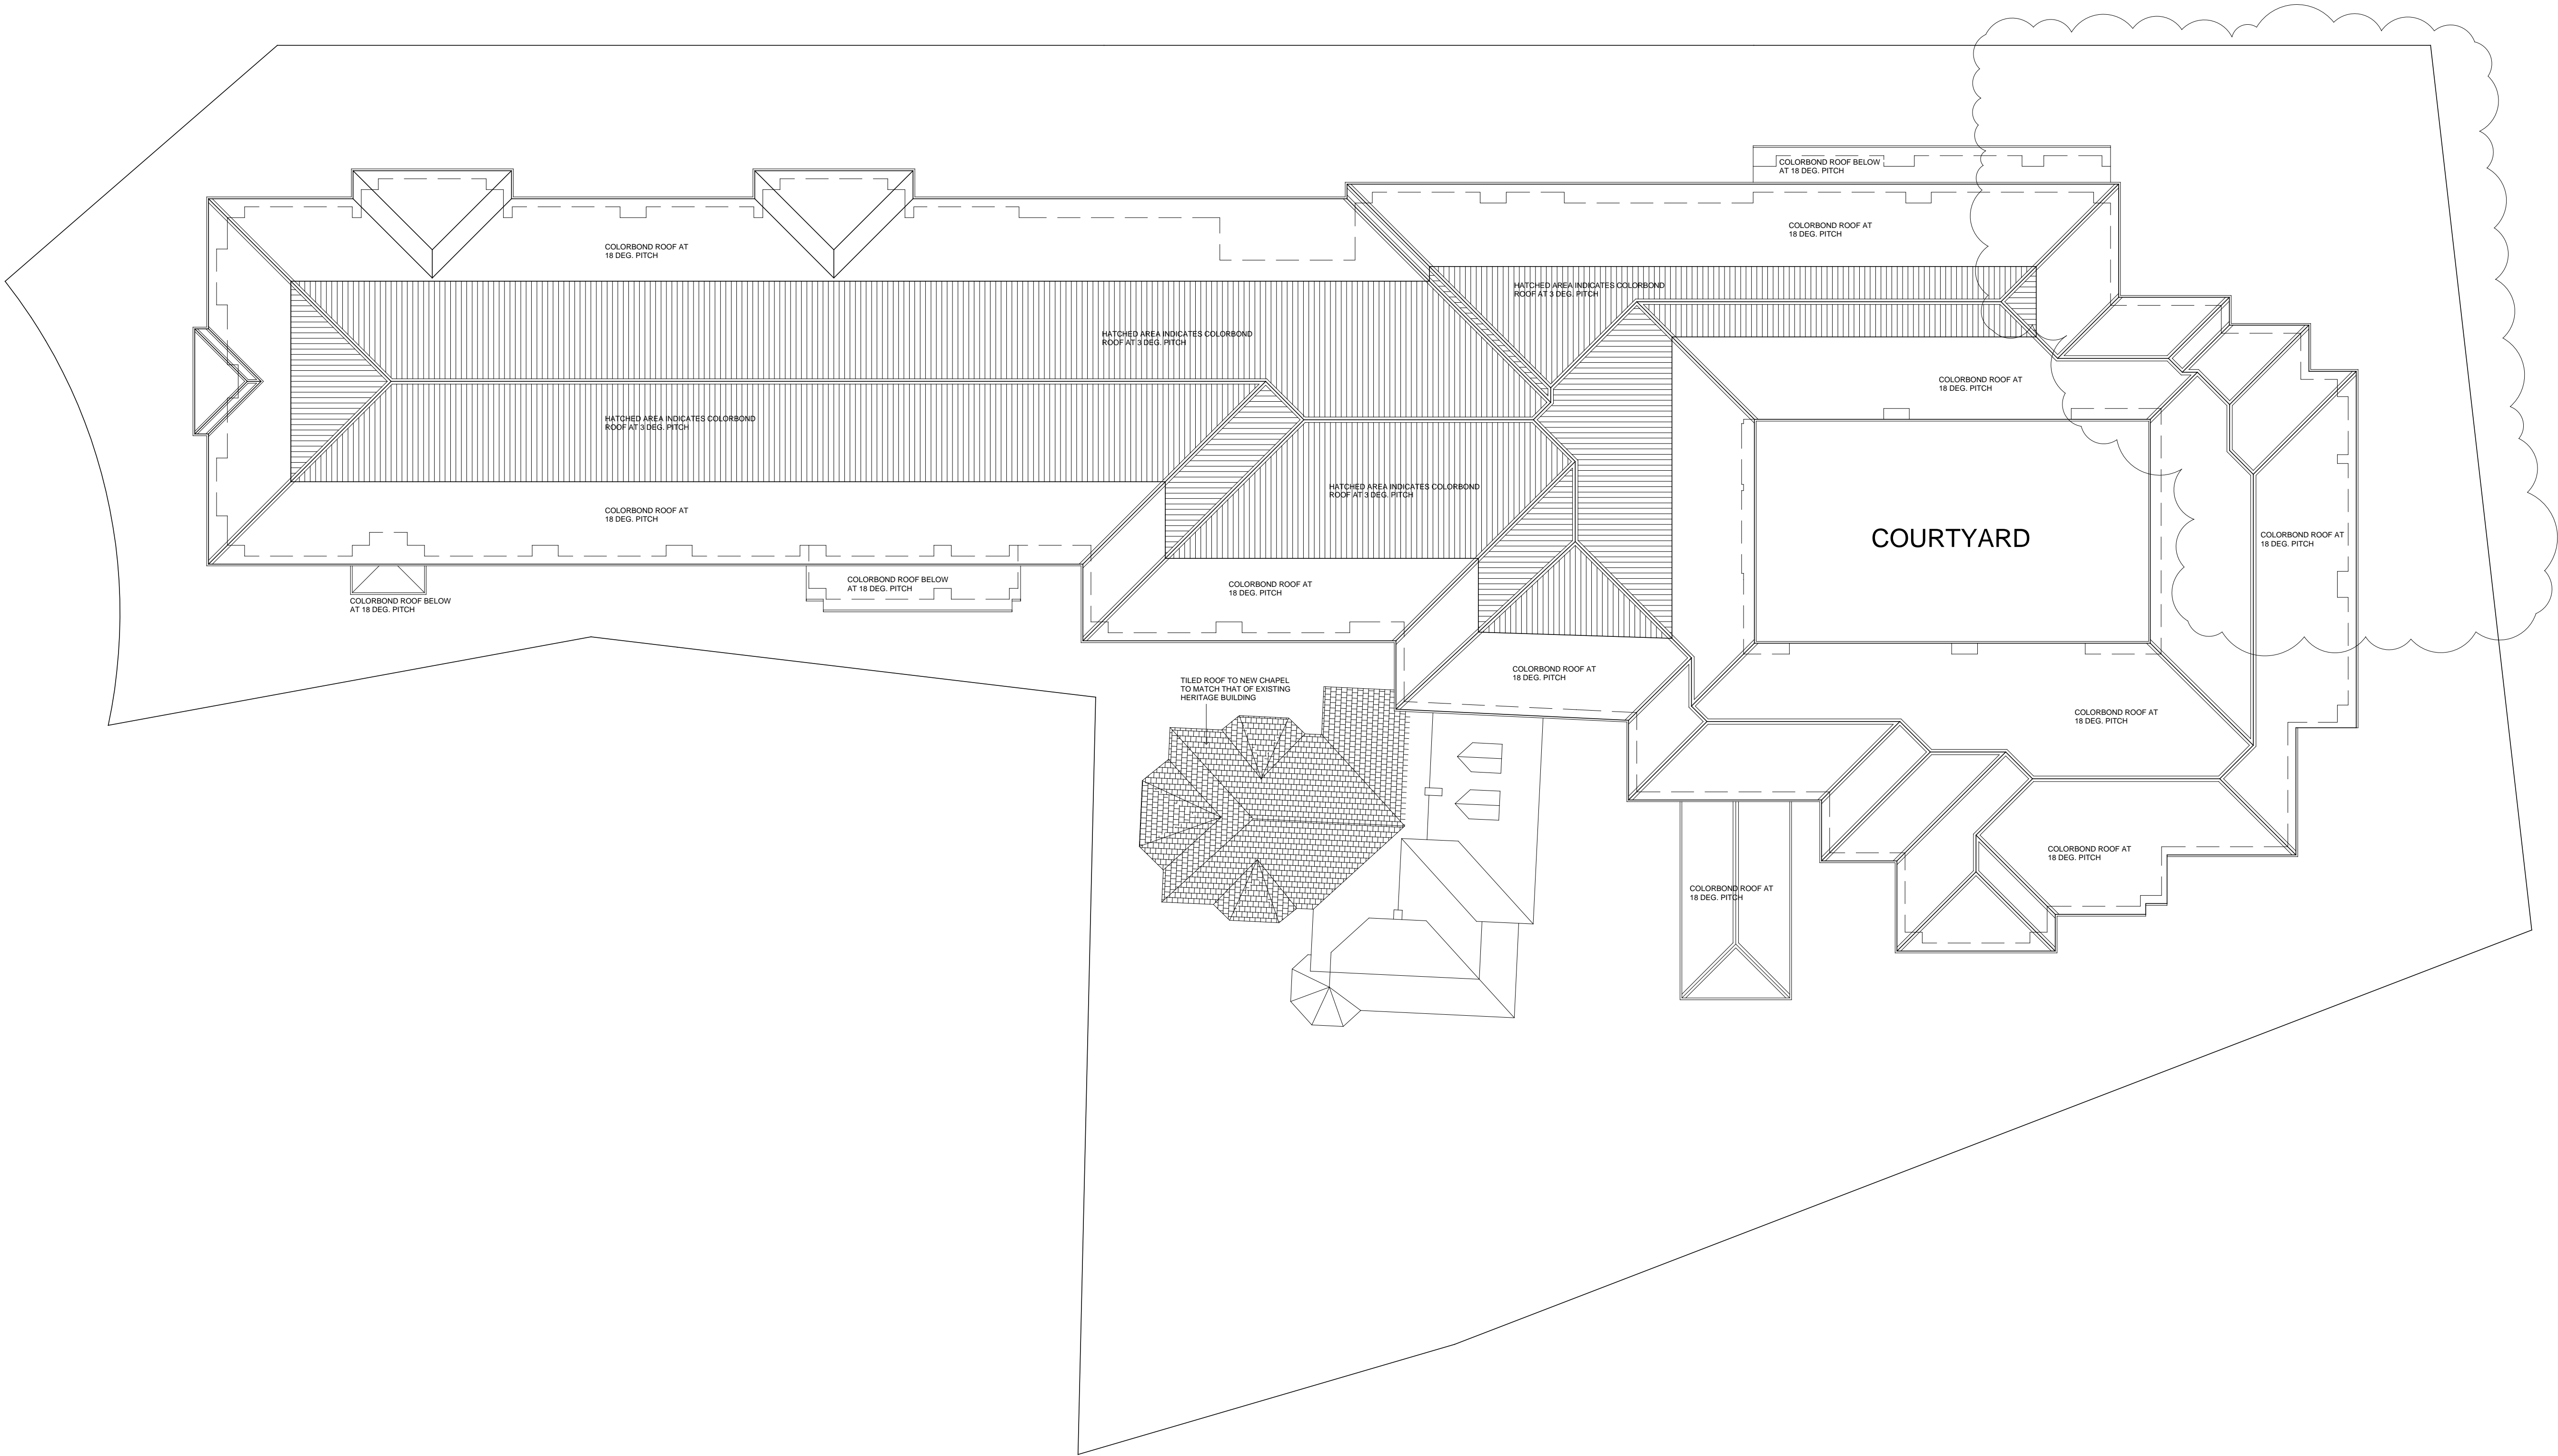 COLORBOND ROOF BELOW
AT 18 DEG. PITCH
COLORBOND ROOF AT
18 DEG. PITCH
COLORBOND ROOF AT
18 DEG. PITCH
HATCHED AREA INDICATES COLORBOND
ROOF AT 3 DEG. PITCH
HATCHED AREA INDICATES COLORBOND
ROOF AT 3 DEG. PITCH
COLORBOND ROOF AT
18 DEG. PITCH
HATCHED AREA INDICATES COLORBOND
ROOF AT 3 DEG. PITCH
HATCHED AREA INDICATES COLORBOND
ROOF AT 3 DEG. PITCH
COLORBOND ROOF AT
18 DEG. PITCH
COURTYARD
COLORBOND ROOF AT
18 DEG. PITCH
COLORBOND ROOF BELOW
AT 18 DEG. PITCH
COLORBOND ROOF AT
18 DEG. PITCH
COLORBOND ROOF BELOW
AT 18 DEG. PITCH
COLORBOND ROOF AT
18 DEG. PITCH
TILED ROOF TO NEW CHAPEL
TO MATCH THAT OF EXISTING
HERITAGE BUILDING
COLORBOND ROOF AT
18 DEG. PITCH
COLORBOND ROOF AT
18 DEG. PITCH
COLORBOND ROOF AT
18 DEG. PITCH